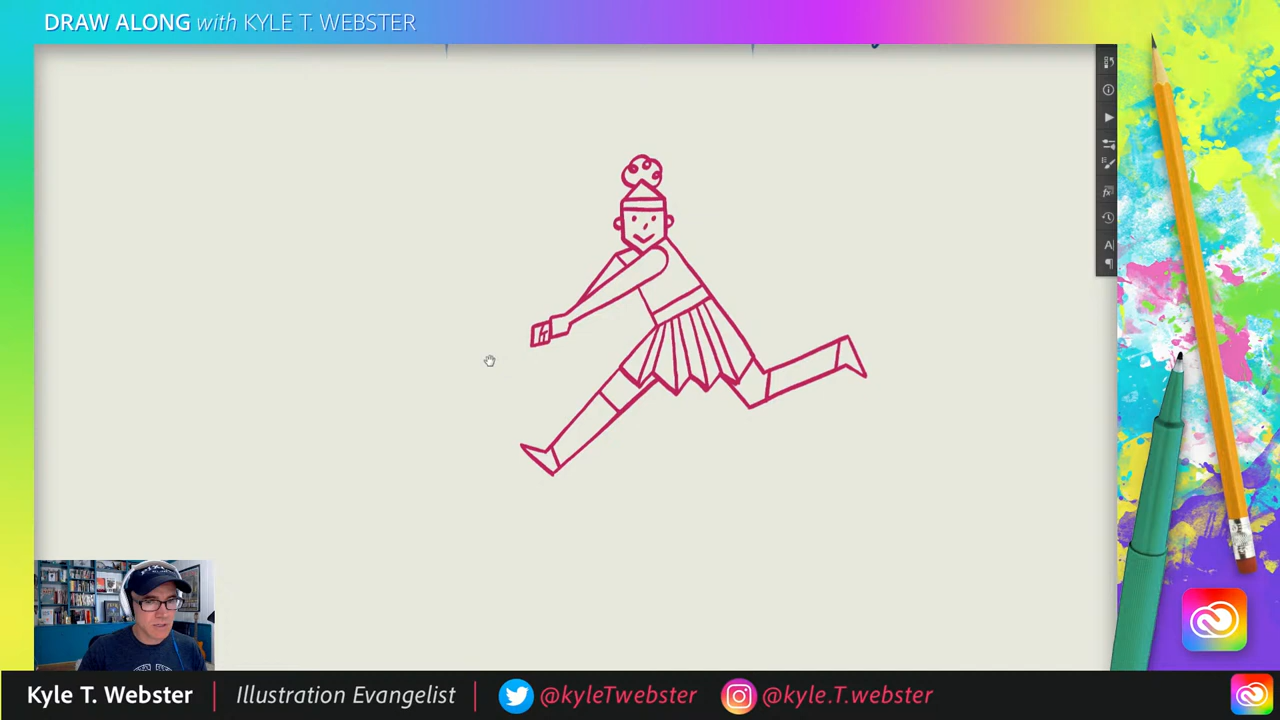 DRAW ALONG with KYLE T. WEBSTER
Kyle T. Webster | Illustration Evangelist | @kyleTwebster @kyle.T.webster